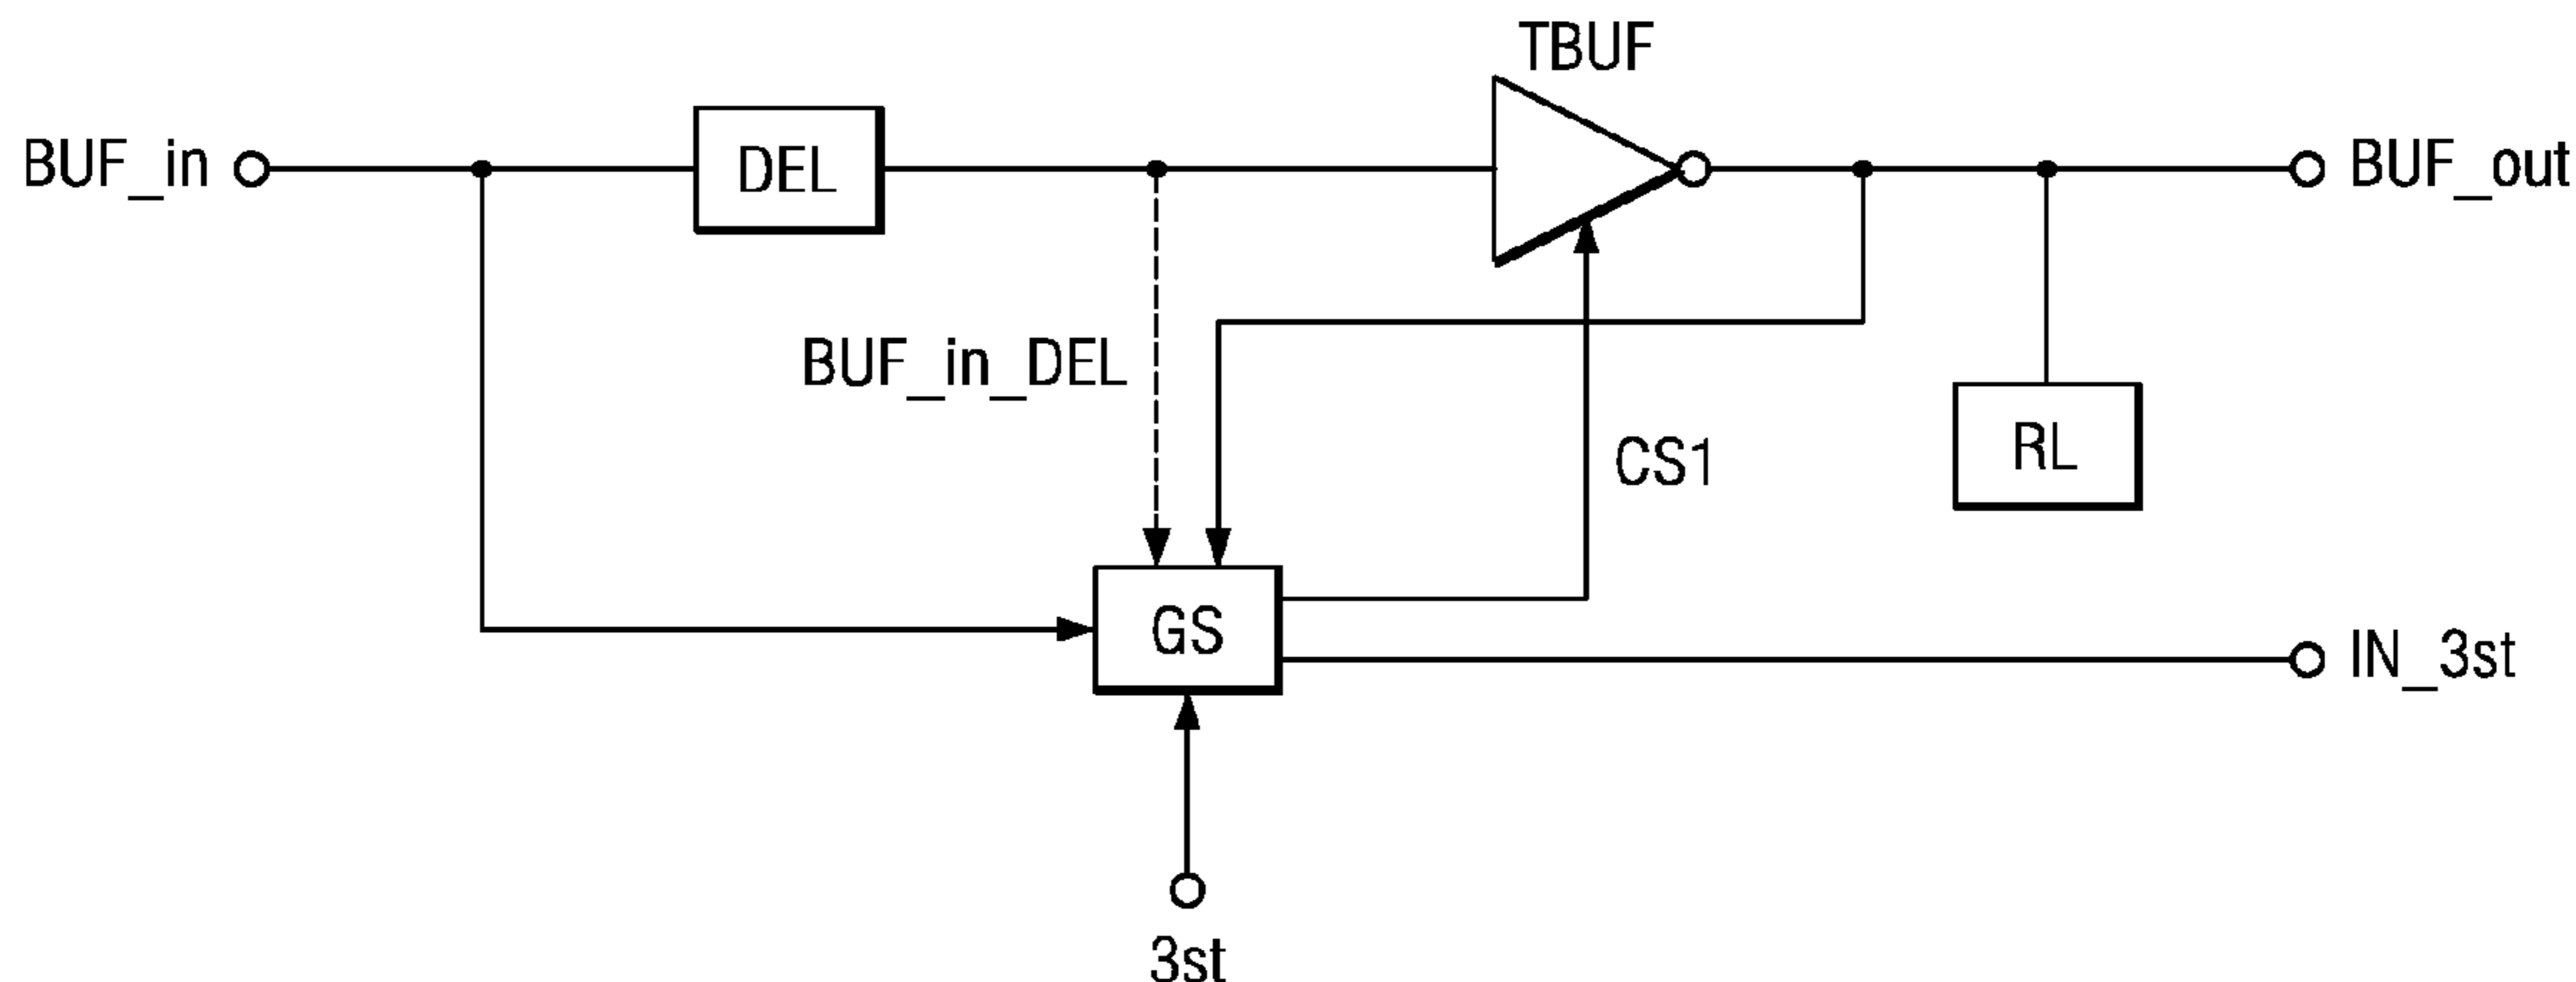 TBUF
BUF_in
DEL
BUF_out
BUF_in_DEL
CS1
RL
GS
IN_3st
3st